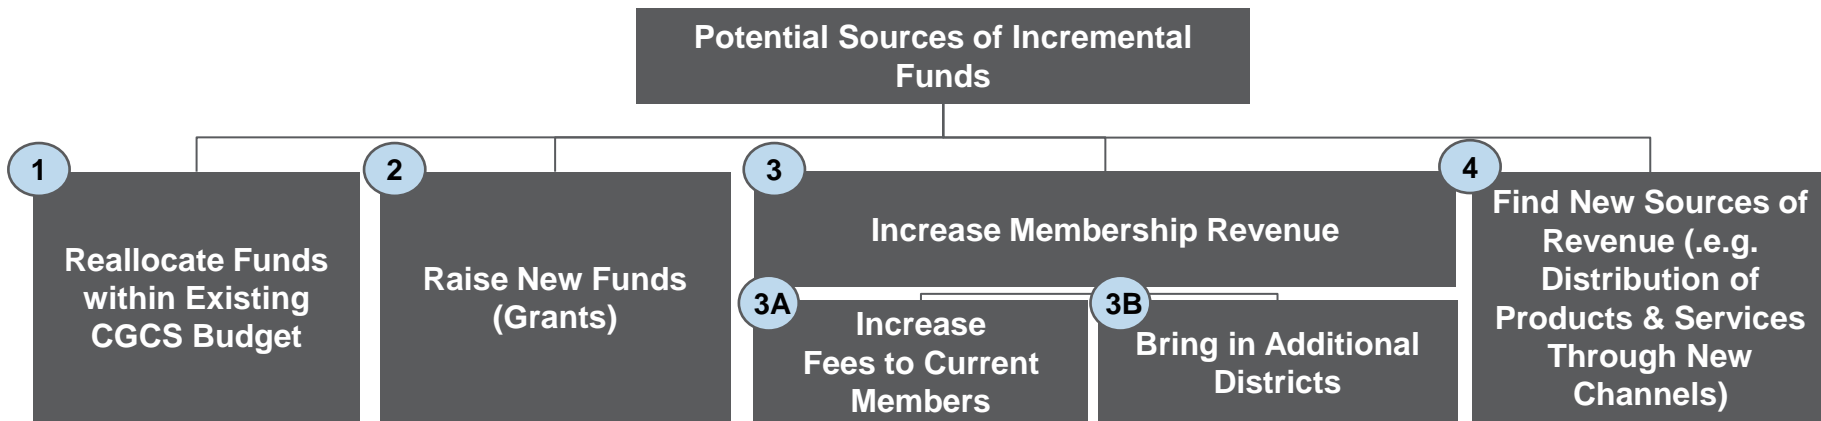 Potential Sources of Incremental
Funds
1
Reallocate Funds
within Existing
CGCS Budget
2
Raise New Funds
(Grants)
3
Increase Membership Revenue
3A
Increase
Fees to Current
Members
3B
Bring in Additional
Districts
4
Find New Sources of
Revenue (.e.g.
Distribution of
Products & Services
Through New
Channels)